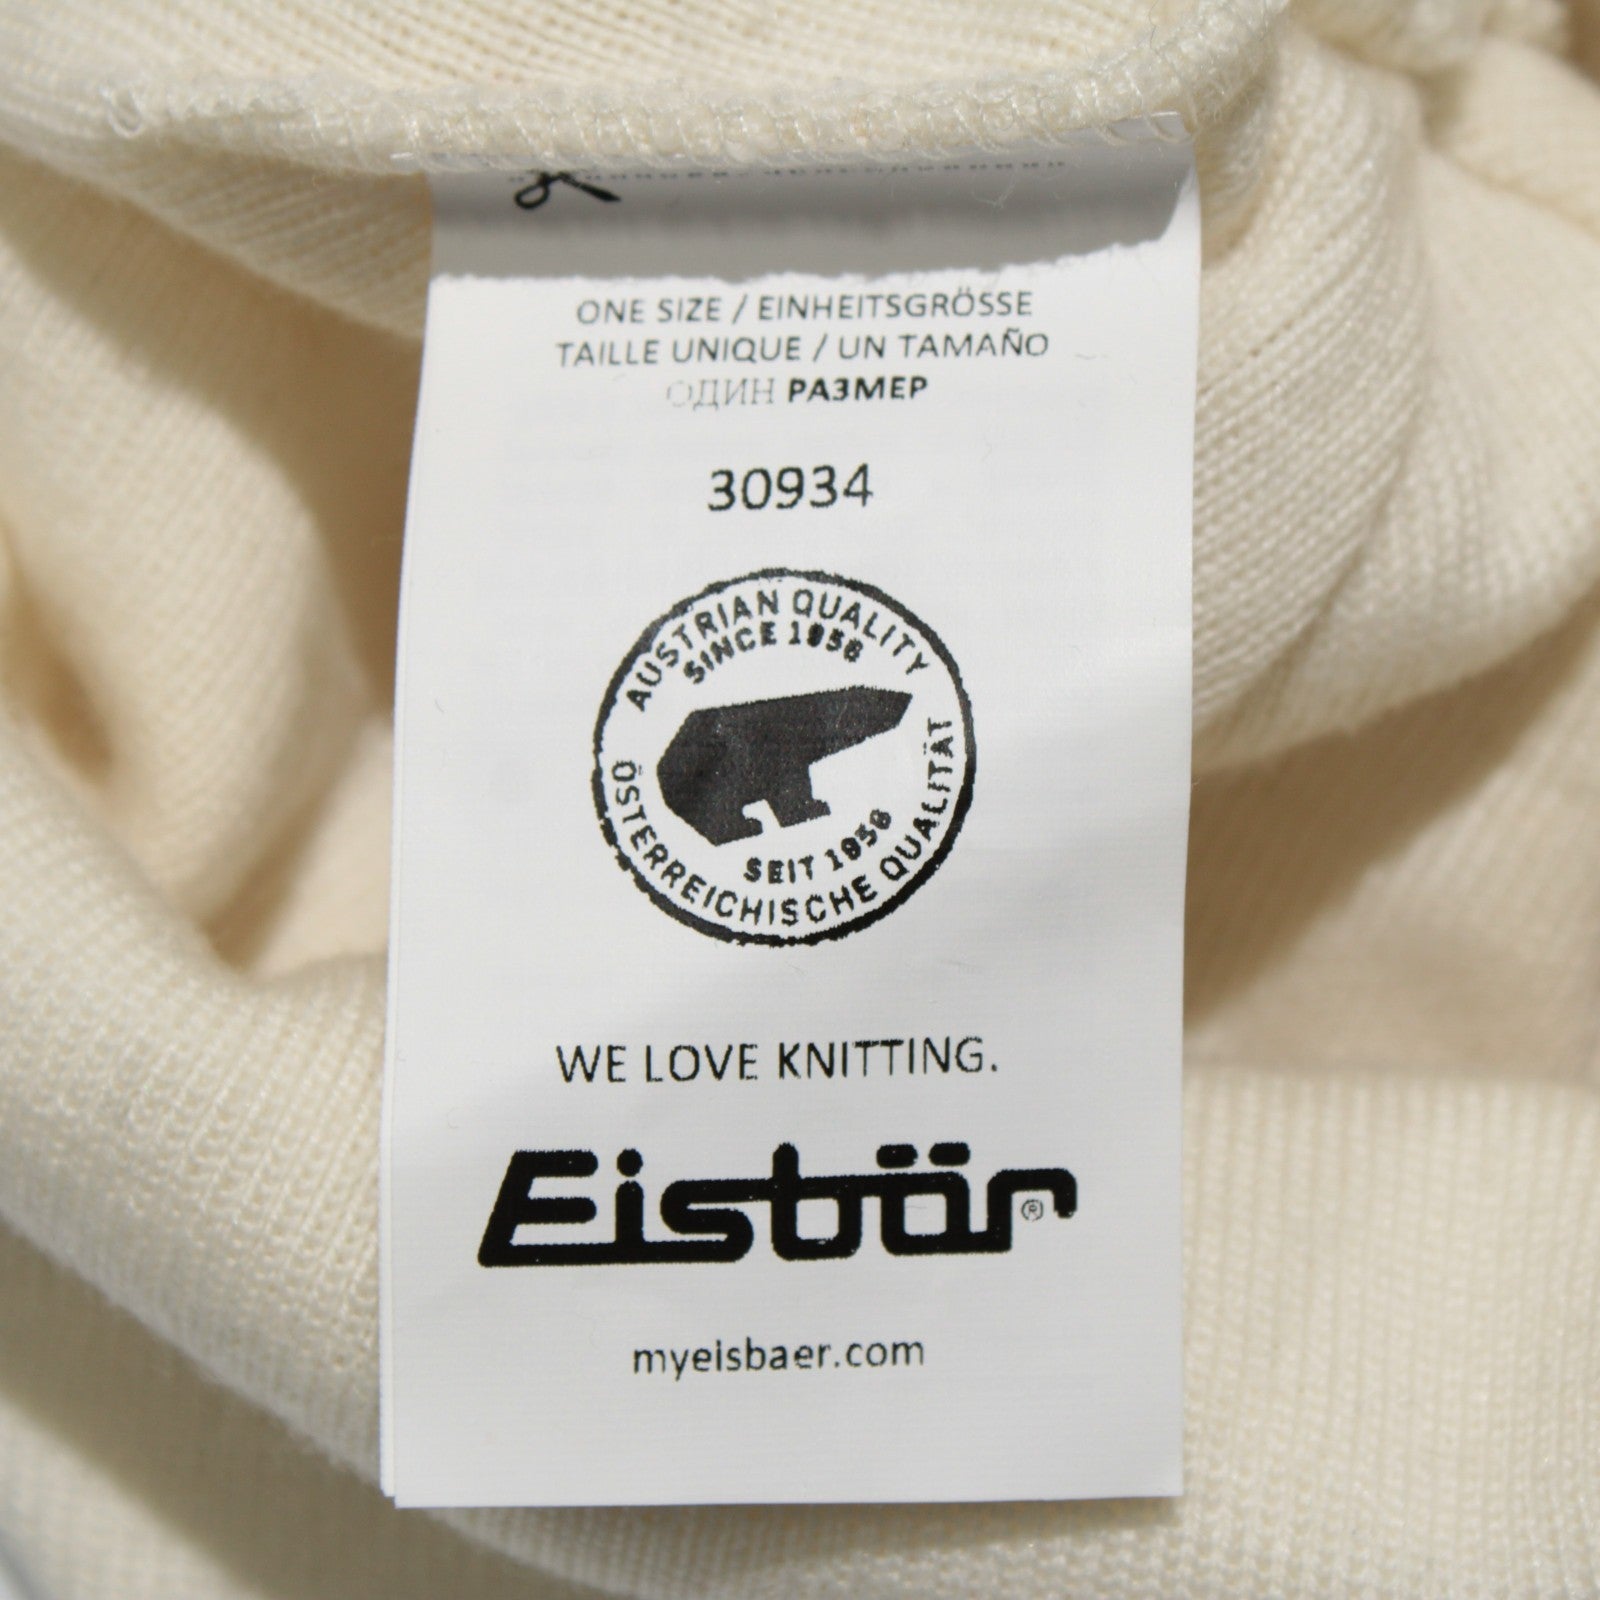 ONE SIZE / EINHEITSGRÖSSE
TAILLE UNIQUE / UN TAMAÑO
ОДИН РАЗМЕР
30934
AUSTRIAN QUALITY
SINCE 1956
SEIT 1956
ÖSTERREICHISCHE QUALITÄT
WE LOVE KNITTING.
Eisbär®
myeisbaer.com